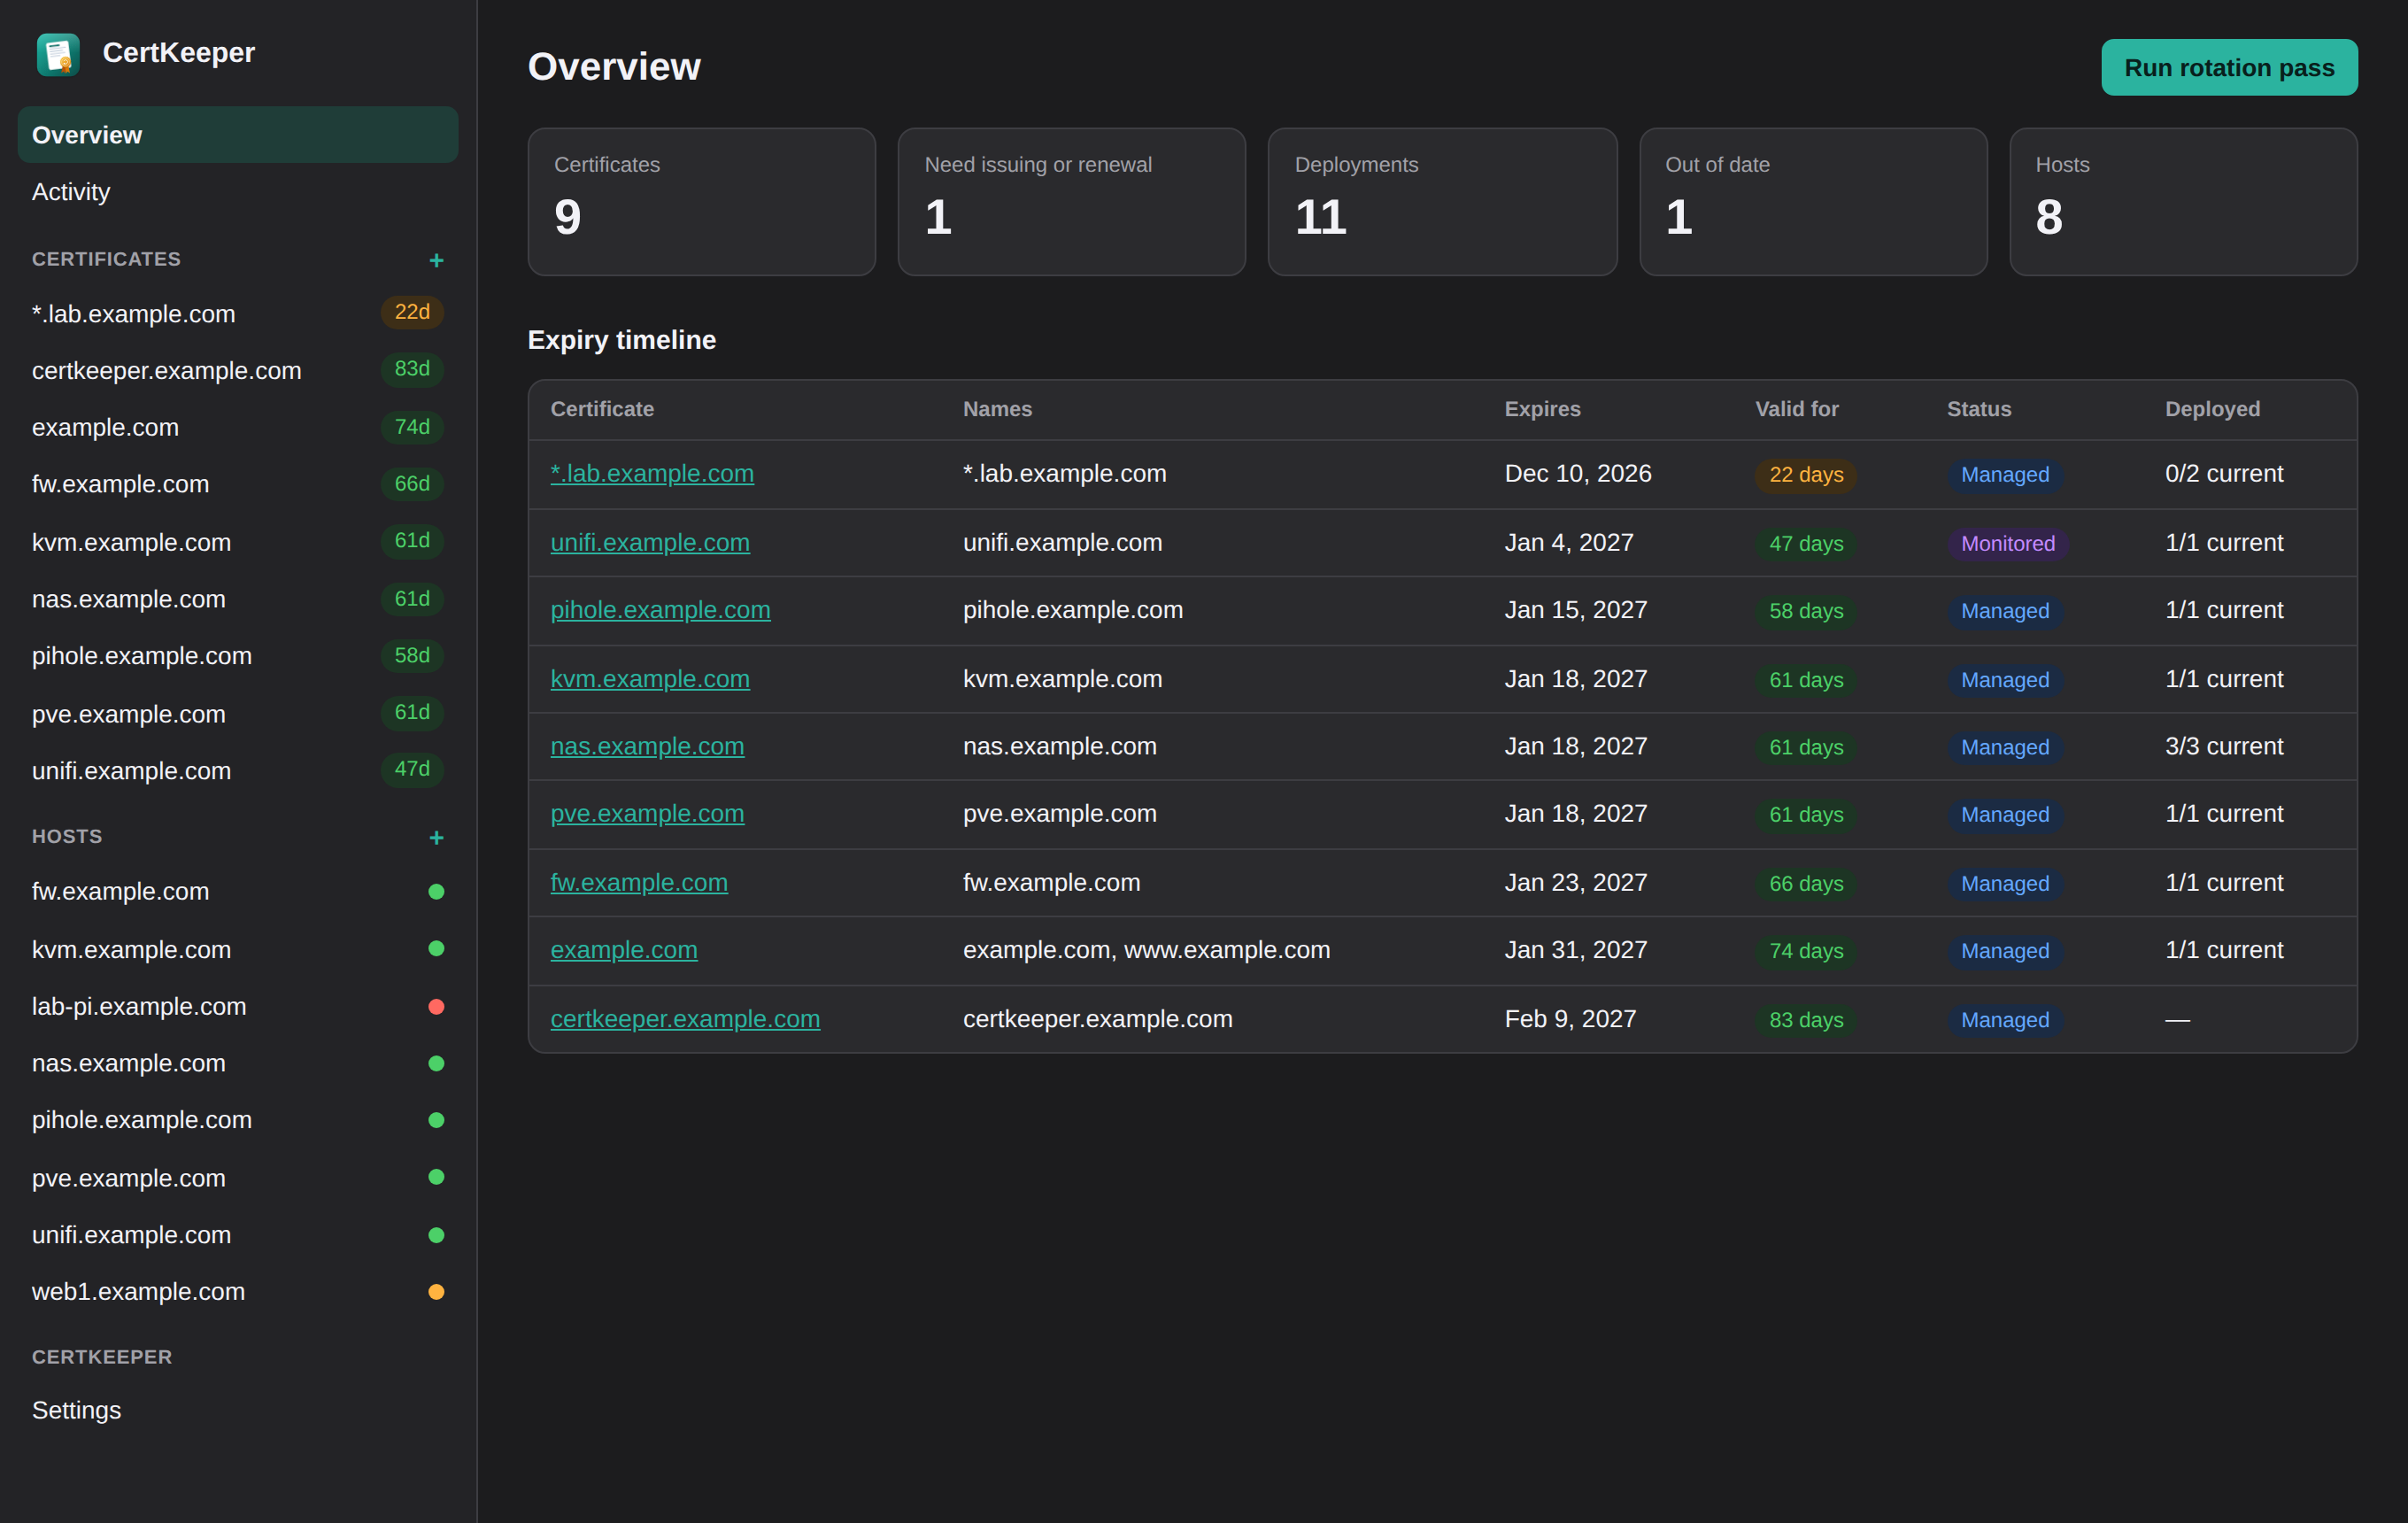 CertKeeper
Overview
Activity
CERTIFICATES +
*.lab.example.com 22d
certkeeper.example.com 83d
example.com 74d
fw.example.com 66d
kvm.example.com 61d
nas.example.com 61d
pihole.example.com 58d
pve.example.com 61d
unifi.example.com 47d
HOSTS +
fw.example.com
kvm.example.com
lab-pi.example.com
nas.example.com
pihole.example.com
pve.example.com
unifi.example.com
web1.example.com
CERTKEEPER
Settings
Overview Run rotation pass
Certificates Need issuing or renewal Deployments Out of date Hosts
9 1 11 1 8
Expiry timeline
Certificate Names Expires Valid for Status Deployed
*.lab.example.com *.lab.example.com Dec 10, 2026 22 days Managed 0/2 current
unifi.example.com unifi.example.com Jan 4, 2027 47 days Monitored 1/1 current
pihole.example.com pihole.example.com Jan 15, 2027 58 days Managed 1/1 current
kvm.example.com kvm.example.com Jan 18, 2027 61 days Managed 1/1 current
nas.example.com nas.example.com Jan 18, 2027 61 days Managed 3/3 current
pve.example.com pve.example.com Jan 18, 2027 61 days Managed 1/1 current
fw.example.com fw.example.com Jan 23, 2027 66 days Managed 1/1 current
example.com example.com, www.example.com Jan 31, 2027 74 days Managed 1/1 current
certkeeper.example.com certkeeper.example.com Feb 9, 2027 83 days Managed —